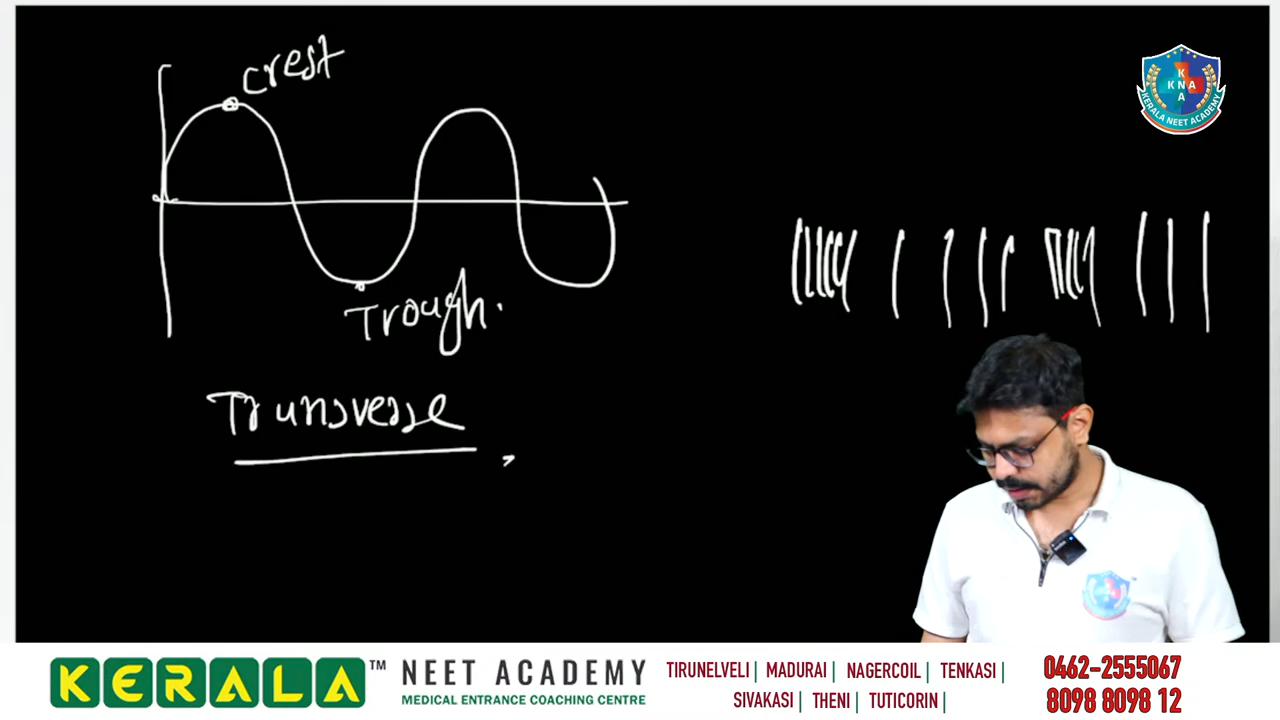 Crest
Trough.
Transverse
KNA
KERALA NEET ACADEMY
KERALA™
NEET ACADEMY
MEDICAL ENTRANCE COACHING CENTRE
TIRUNELVELI | MADURAI | NAGERCOIL | TENKASI |
SIVAKASI | THENI | TUTICORIN |
0462-2555067
8098 8098 12